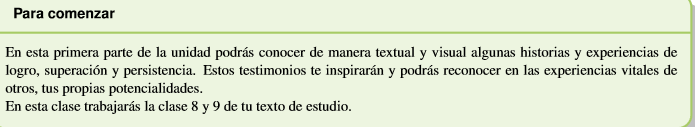 Para comenzar
En esta primera parte de la unidad podrás conocer de manera textual y visual algunas historias y experiencias de
logro, superación y persistencia. Estos testimonios te inspirarán y podrás reconocer en las experiencias vitales de
otros, tus propias potencialidades.
En esta clase trabajarás la clase 8 y 9 de tu texto de estudio.